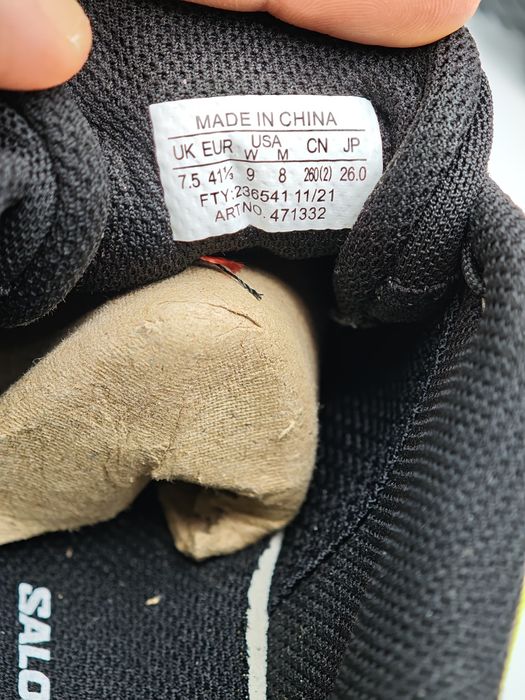 MADE IN CHINA
UK EUR USA CN JP
W M
7.5 41⅓ 9 8 260(2) 26.0
FTY:236541 11/21
ART NO. 471332
SALO